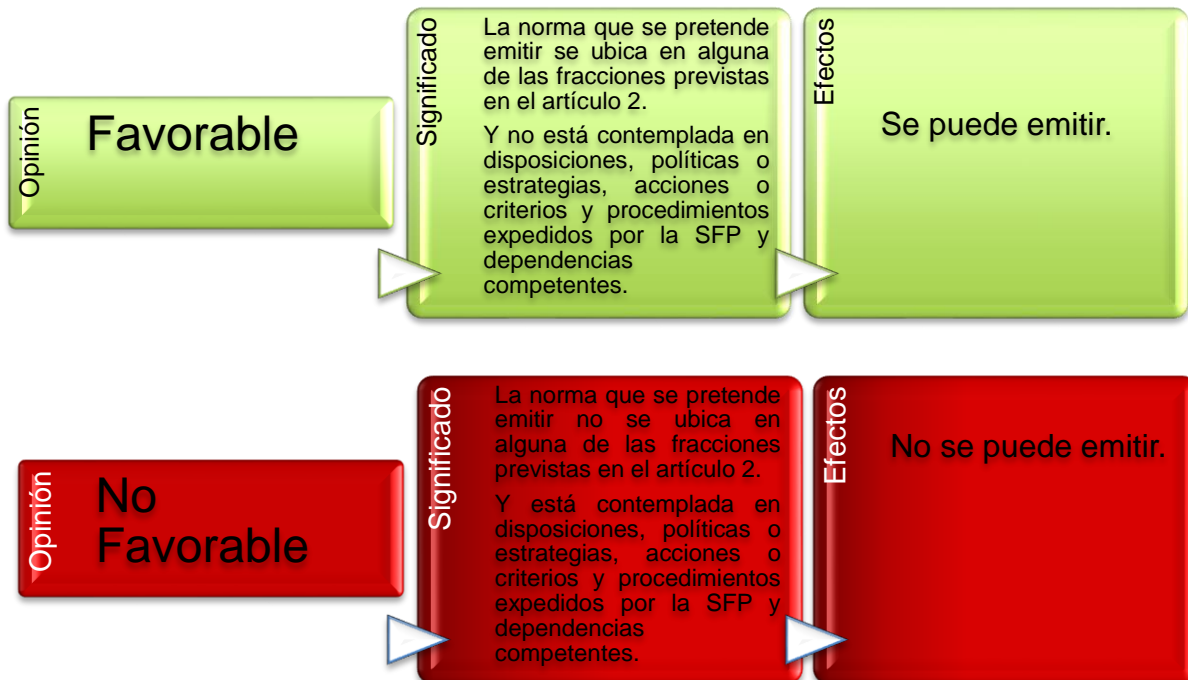 Opinión
Favorable
Significado
La norma que se pretende
emitir se ubica en alguna
de las fracciones previstas
en el artículo 2.
Y no está contemplada en
disposiciones, políticas o
estrategias, acciones o
criterios y procedimientos
expedidos por la SFP y
dependencias
competentes.
Efectos
Se puede emitir.
Opinión
No
Favorable
Significado
La norma que se pretende
emitir no se ubica en
alguna de las fracciones
previstas en el artículo 2.
Y está contemplada en
disposiciones, políticas o
estrategias, acciones o
criterios y procedimientos
expedidos por la SFP y
dependencias
competentes.
Efectos
No se puede emitir.